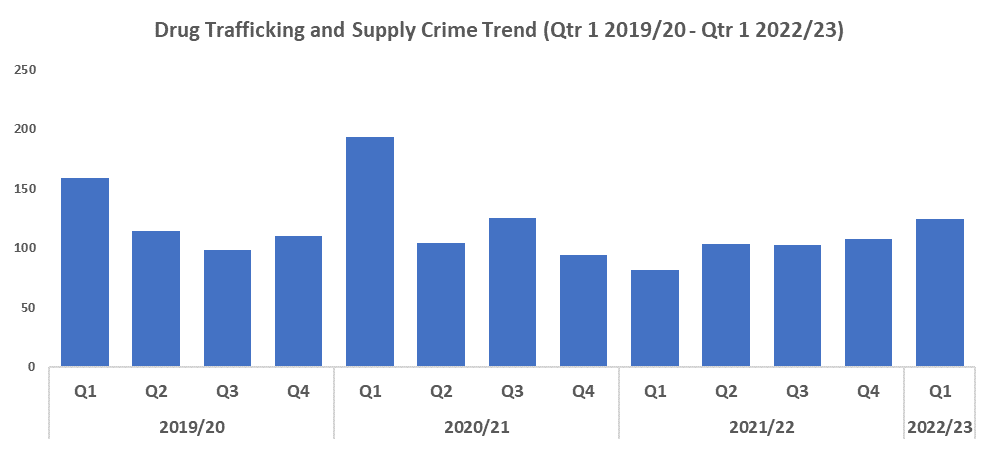 Drug Trafficking and Supply Crime Trend (Qtr 1 2019/20 - Qtr 1 2022/23)
250
200
150
100
50
0
Q1 Q2 Q3 Q4 Q1 Q2 Q3 Q4 Q1 Q2 Q3 Q4 Q1
2019/20 2020/21 2021/22 2022/23